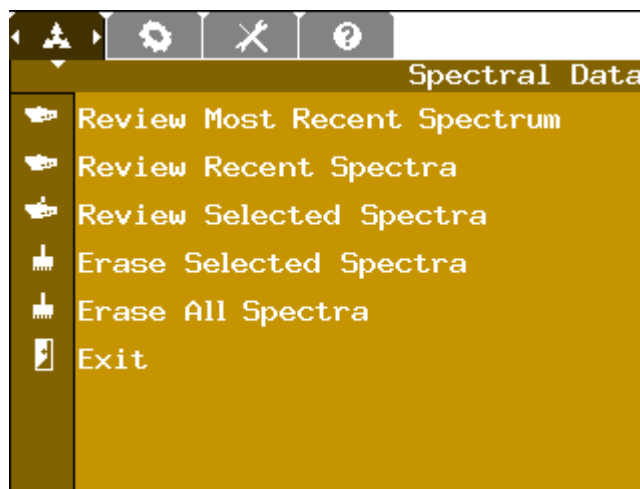 Spectral Data
Review Most Recent Spectrum
Review Recent Spectra
Review Selected Spectra
Erase Selected Spectra
Erase All Spectra
Exit